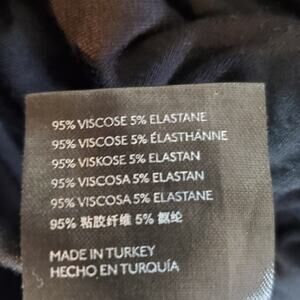 95% VISCOSE 5% ELASTANE
95% VISCOSE 5% ÉLASTHÀNNE
95% VISKOSE 5% ELASTAN
95% VISCOSA 5% ELASTAN
95% VISCOSA 5% ELASTANE
95% 粘胶纤维 5% 氨纶
MADE IN TURKEY
HECHO EN TURQUÍA